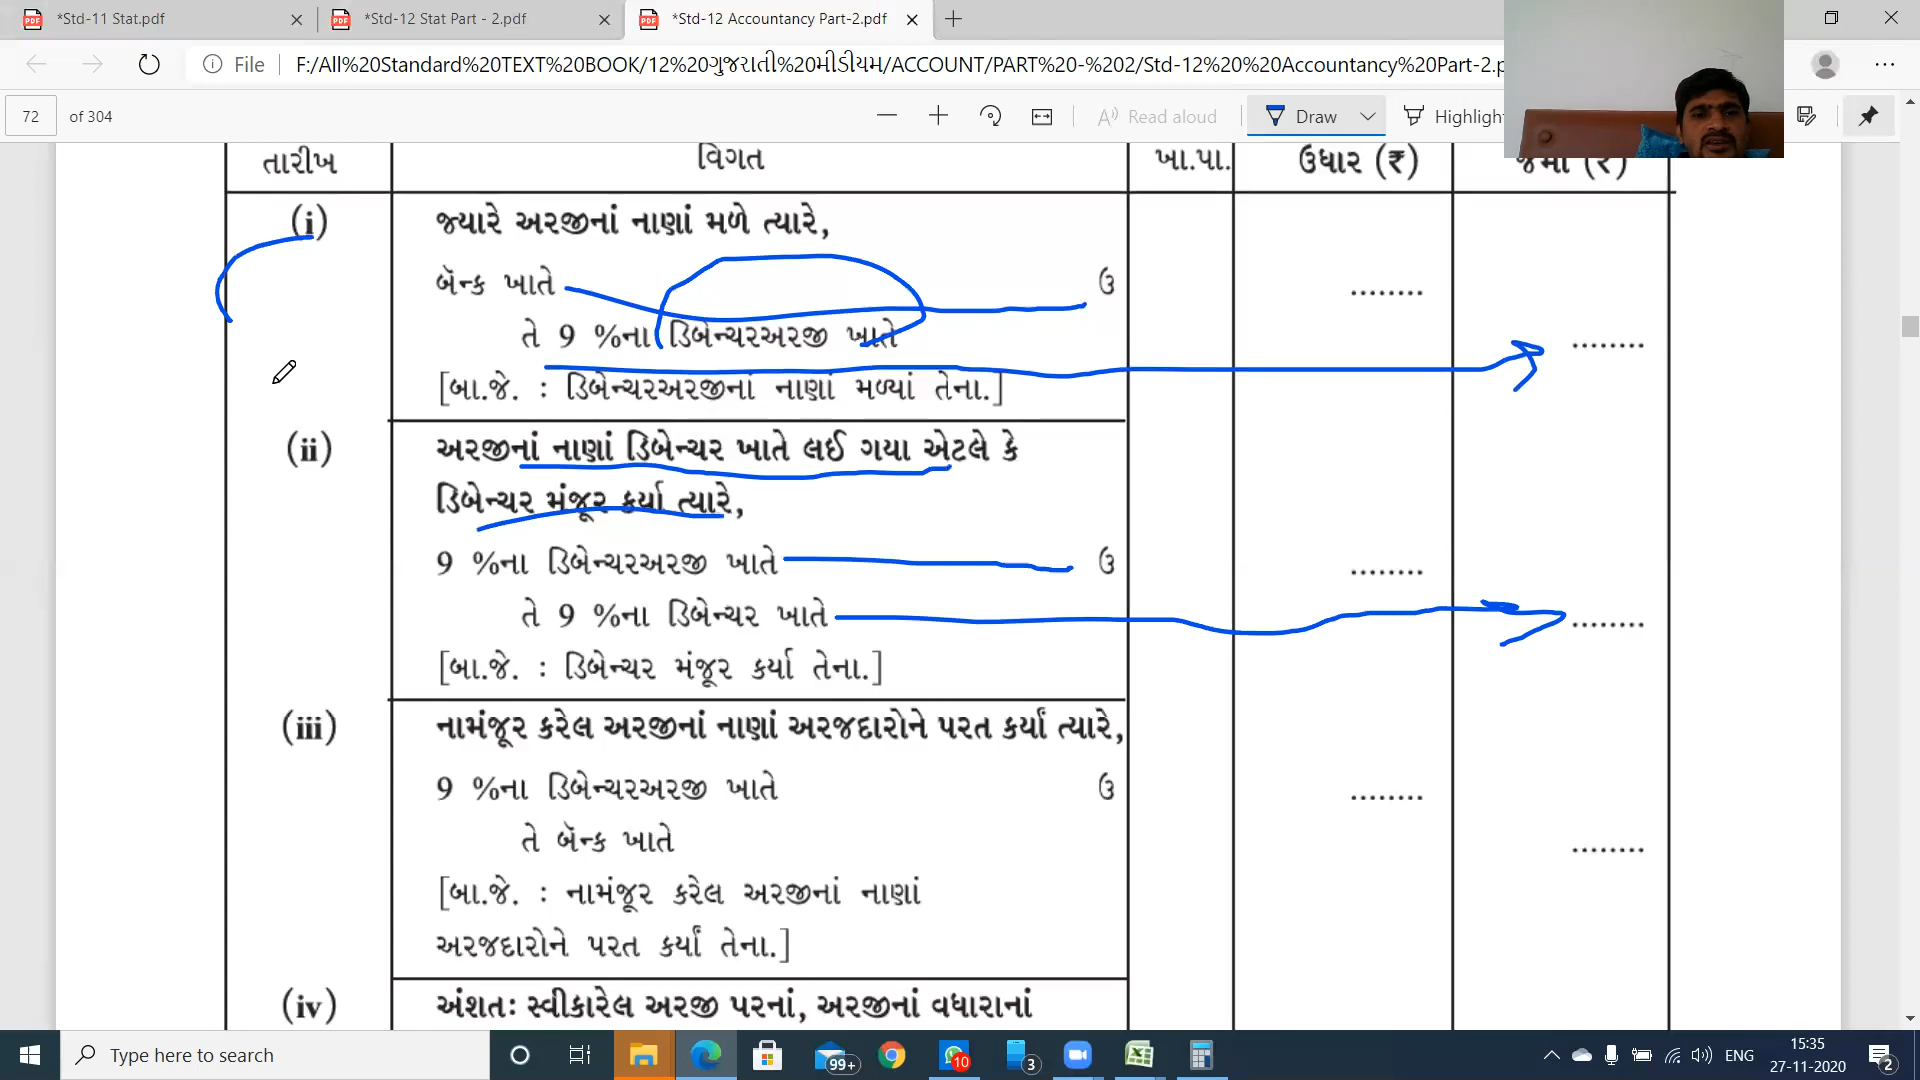 *Std-11 Stat.pdf
*Std-12 Stat Part - 2.pdf
*Std-12 Accountancy Part-2.pdf
File
F:/All%20Standard%20TEXT%20BOOK/12%20ગુજરાતી%20મીડીયમ/ACCOUNT/PART%20-%202/Std-12%20%20Accountancy%20Part-2.p
72
of 304
Read aloud
Draw
Highlight
તારીખ વિગત ખા.પા. ઉધાર (₹) જમા (₹)
(i) જ્યારે અરજીનાં નાણાં મળે ત્યારે,
બૅન્ક ખાતે ઉ ........
તે 9 %ના ડિબેન્ચરઅરજી ખાતે ........
[બા.જે. : ડિબેન્ચરઅરજીનાં નાણાં મળ્યાં તેના.]
(ii) અરજીનાં નાણાં ડિબેન્ચર ખાતે લઈ ગયા એટલે કે
ડિબેન્ચર મંજૂર કર્યા ત્યારે,
9 %ના ડિબેન્ચરઅરજી ખાતે ઉ ........
તે 9 %ના ડિબેન્ચર ખાતે ........
[બા.જે. : ડિબેન્ચર મંજૂર કર્યા તેના.]
(iii) નામંજૂર કરેલ અરજીનાં નાણાં અરજદારોને પરત કર્યાં ત્યારે,
9 %ના ડિબેન્ચરઅરજી ખાતે ઉ ........
તે બૅન્ક ખાતે ........
[બા.જે. : નામંજૂર કરેલ અરજીનાં નાણાં
અરજદારોને પરત કર્યાં તેના.]
(iv) અંશતઃ સ્વીકારેલ અરજી પરનાં, અરજીનાં વધારાનાં
Type here to search
99+
10
3
ENG
15:35
27-11-2020
2